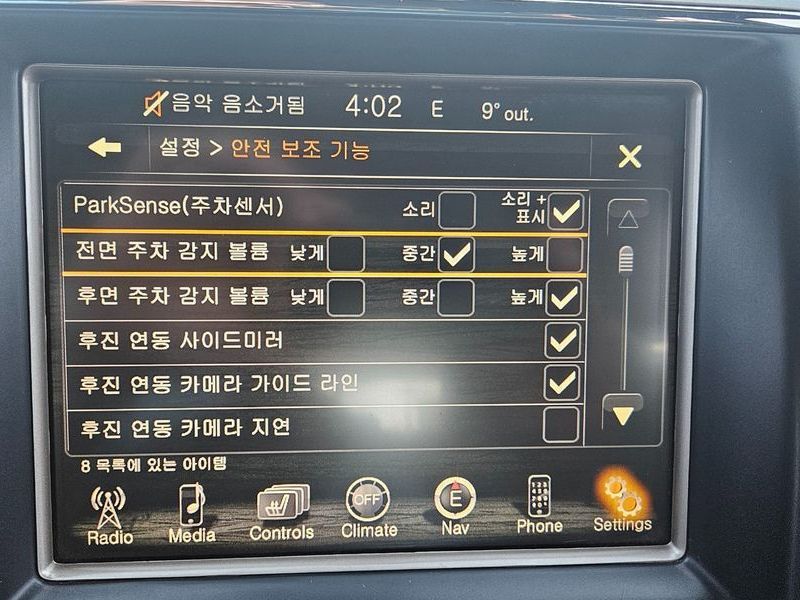 음악 음소거됨 4:02 E 9° out.
설정 > 안전 보조 기능
ParkSense(주차센서) 소리 소리 + 표시
전면 주차 감지 볼륨 낮게 중간 높게
후면 주차 감지 볼륨 낮게 중간 높게
후진 연동 사이드미러
후진 연동 카메라 가이드 라인
후진 연동 카메라 지연
8 목록에 있는 아이템
OFF E
Radio Media Controls Climate Nav Phone Settings